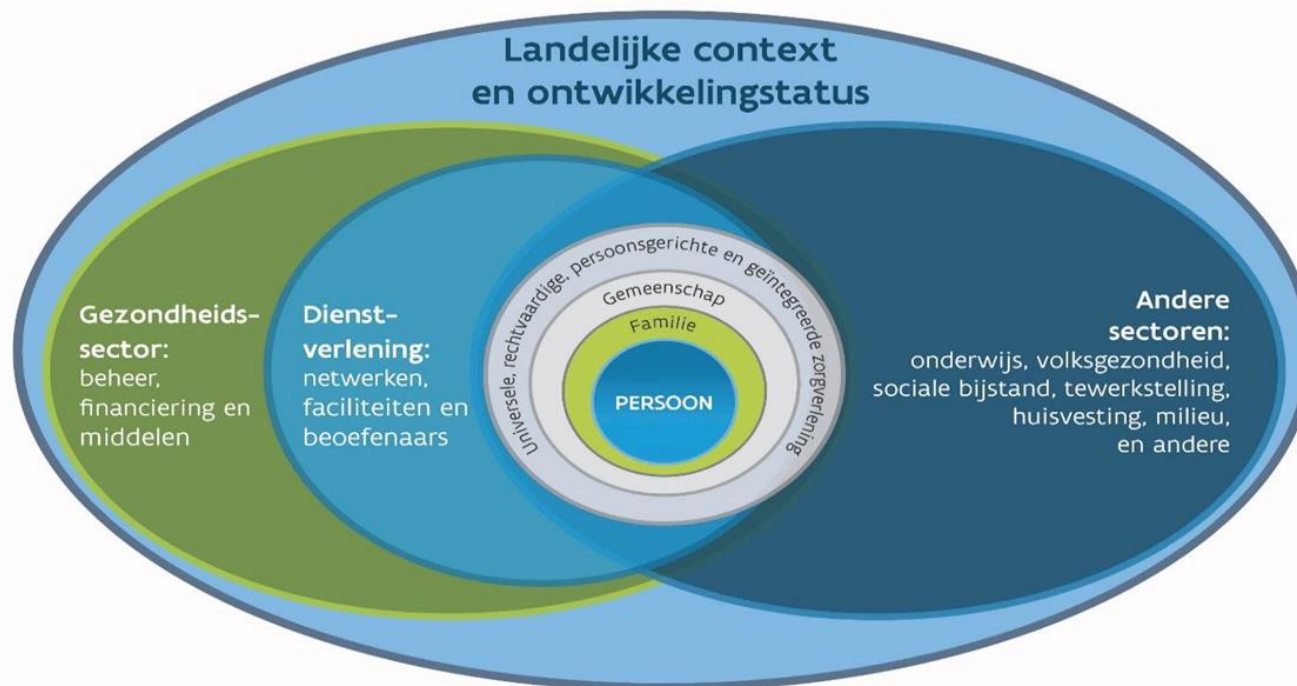 Landelijke context
en ontwikkelingstatus
Gezondheids-
sector:
beheer,
financiering en
middelen
Dienst-
verlening:
netwerken,
faciliteiten en
beoefenaars
Universele, rechtvaardige, persoonsgerichte en geïntegreerde zorgverlening
Gemeenschap
Familie
PERSOON
Andere
sectoren:
onderwijs, volksgezondheid,
sociale bijstand, tewerkstelling,
huisvesting, milieu,
en andere